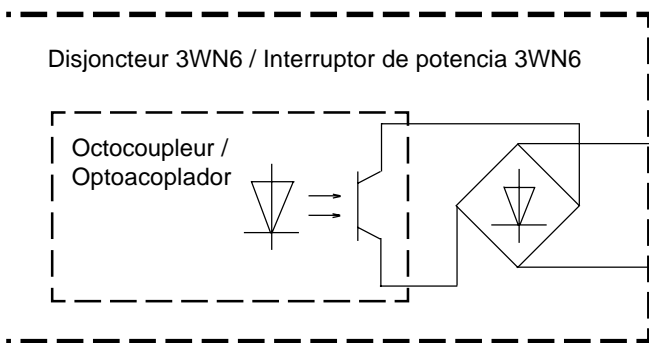 Disjoncteur 3WN6 / Interruptor de potencia 3WN6
Octocoupleur /
Optoacoplador